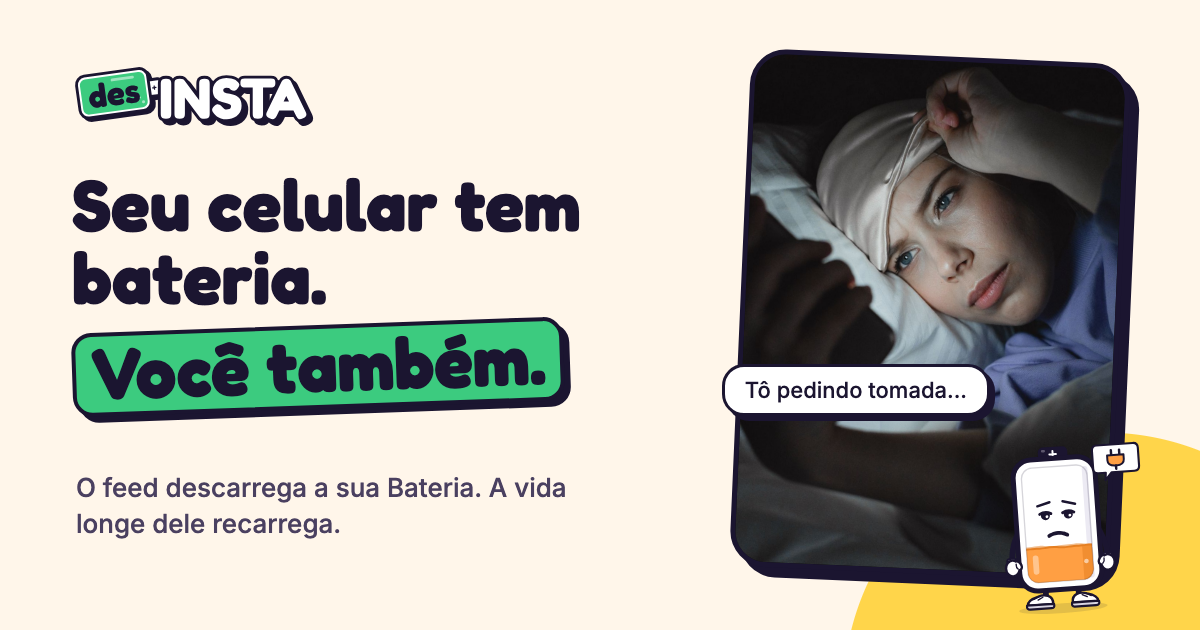 des INSTA
Seu celular tem
bateria.
Você também.
O feed descarrega a sua Bateria. A vida
longe dele recarrega.
Tô pedindo tomada...